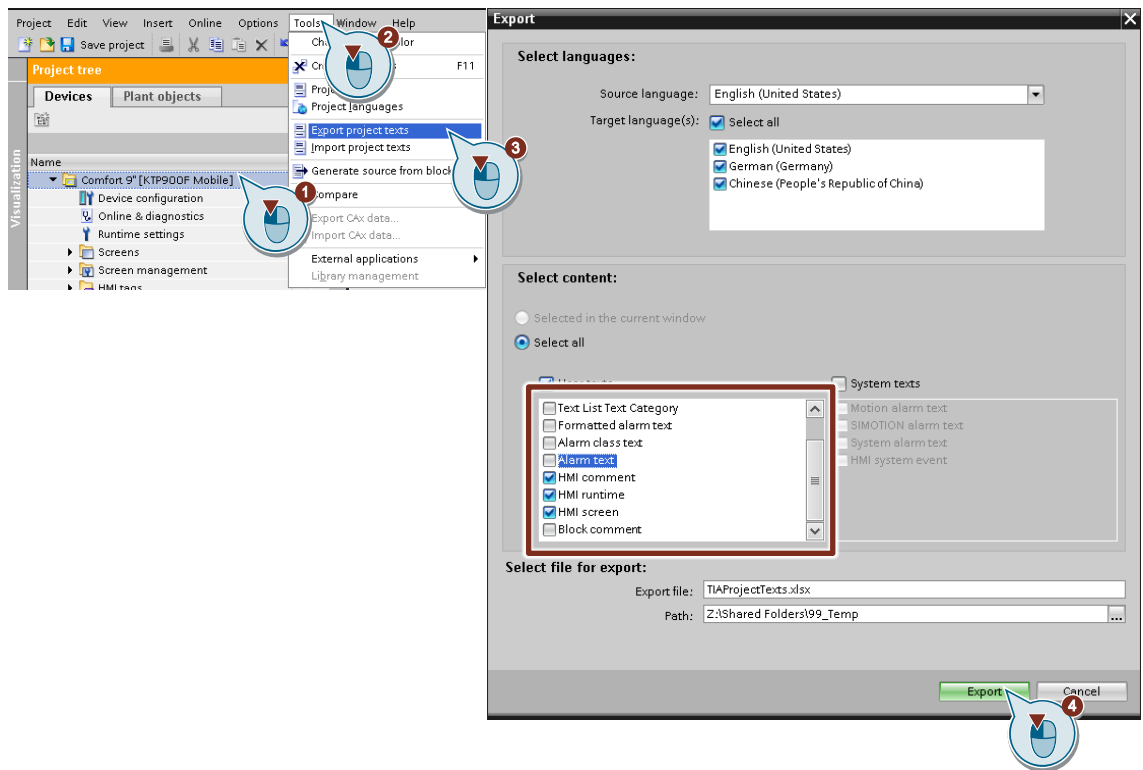 Project Edit View Insert Online Options Tools Window Help
2
Save project
F11
Project tree
Devices
Plant objects
Project languages
Export project texts
Import project texts
3
Generate source from block
Compare
Export CAx data...
Import CAx data...
External applications
Library management
Visualization
Name
Comfort 9" [KTP900F Mobile]
1
Device configuration
Online & diagnostics
Runtime settings
Screens
Screen management
HMI tags
Export
Select languages:
Source language: English (United States)
Target language(s): Select all
English (United States)
German (Germany)
Chinese (People's Republic of China)
Select content:
Selected in the current window
Select all
System texts
Text List Text Category
Formatted alarm text
Alarm class text
Alarm text
HMI comment
HMI runtime
HMI screen
Block comment
Motion alarm text
SIMOTION alarm text
System alarm text
HMI system event
Select file for export:
Export file: TIAProjectTexts.xlsx
Path: Z:\Shared Folders\99_Temp
...
Export
Cancel
4